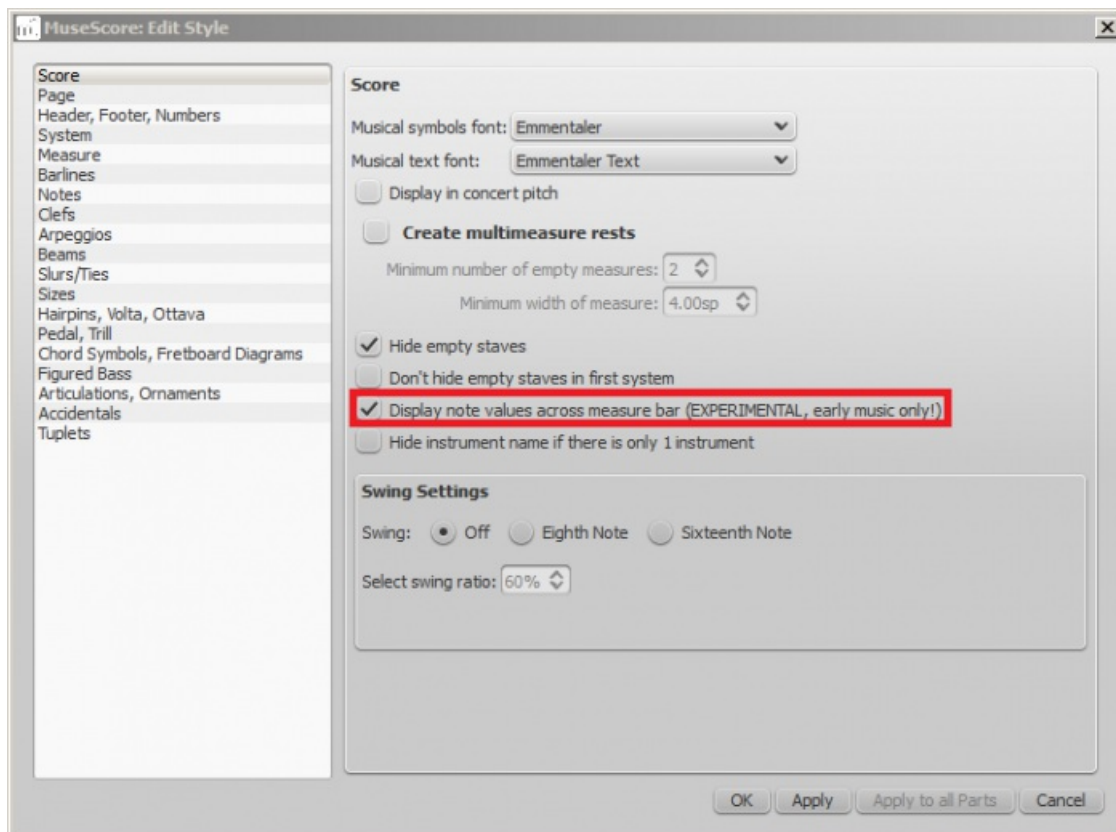 MuseScore: Edit Style
Score
Page
Header, Footer, Numbers
System
Measure
Barlines
Notes
Clefs
Arpeggios
Beams
Slurs/Ties
Sizes
Hairpins, Volta, Ottava
Pedal, Trill
Chord Symbols, Fretboard Diagrams
Figured Bass
Articulations, Ornaments
Accidentals
Tuplets
Score
Musical symbols font: Emmentaler
Musical text font: Emmentaler Text
Display in concert pitch
Create multimeasure rests
Minimum number of empty measures: 2
Minimum width of measure: 4.00sp
Hide empty staves
Don't hide empty staves in first system
Display note values across measure bar (EXPERIMENTAL, early music only!)
Hide instrument name if there is only 1 instrument
Swing Settings
Swing: Off Eighth Note Sixteenth Note
Select swing ratio: 60%
OK Apply Apply to all Parts Cancel